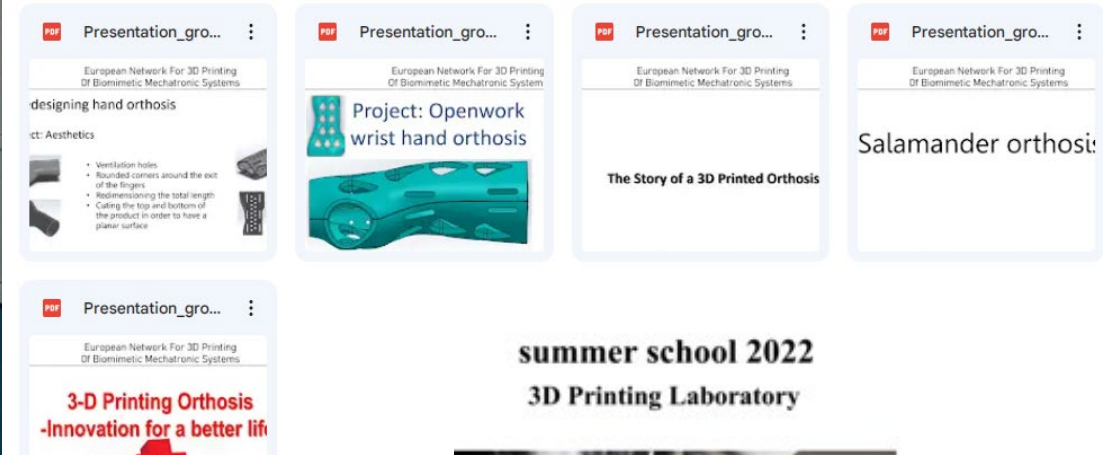 PDF Presentation_gro...
European Network For 3D Printing
Of Biomimetic Mechatronic Systems
designing hand orthosis
ct: Aesthetics
• Ventilation holes
• Rounded corners around the exit
of the fingers
• Redimensioning the total length
• Cuting the top and bottom of
the product in order to have a
planar surface
PDF Presentation_gro...
European Network For 3D Printing
Of Biomimetic Mechatronic System
Project: Openwork
wrist hand orthosis
PDF Presentation_gro...
European Network For 3D Printing
Of Biomimetic Mechatronic Systems
The Story of a 3D Printed Orthosis
PDF Presentation_gro...
European Network For 3D Printing
Of Biomimetic Mechatronic Systems
Salamander orthosis
PDF Presentation_gro...
European Network For 3D Printing
Of Biomimetic Mechatronic Systems
3-D Printing Orthosis
-Innovation for a better life
summer school 2022
3D Printing Laboratory